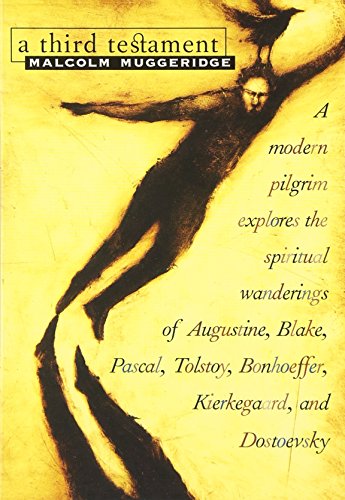 a third testament
MALCOLM MUGGERIDGE
A
modern
pilgrim
explores the
spiritual
wanderings
of Augustine, Blake,
Pascal, Tolstoy, Bonhoeffer,
Kierkegaard, and
Dostoevsky